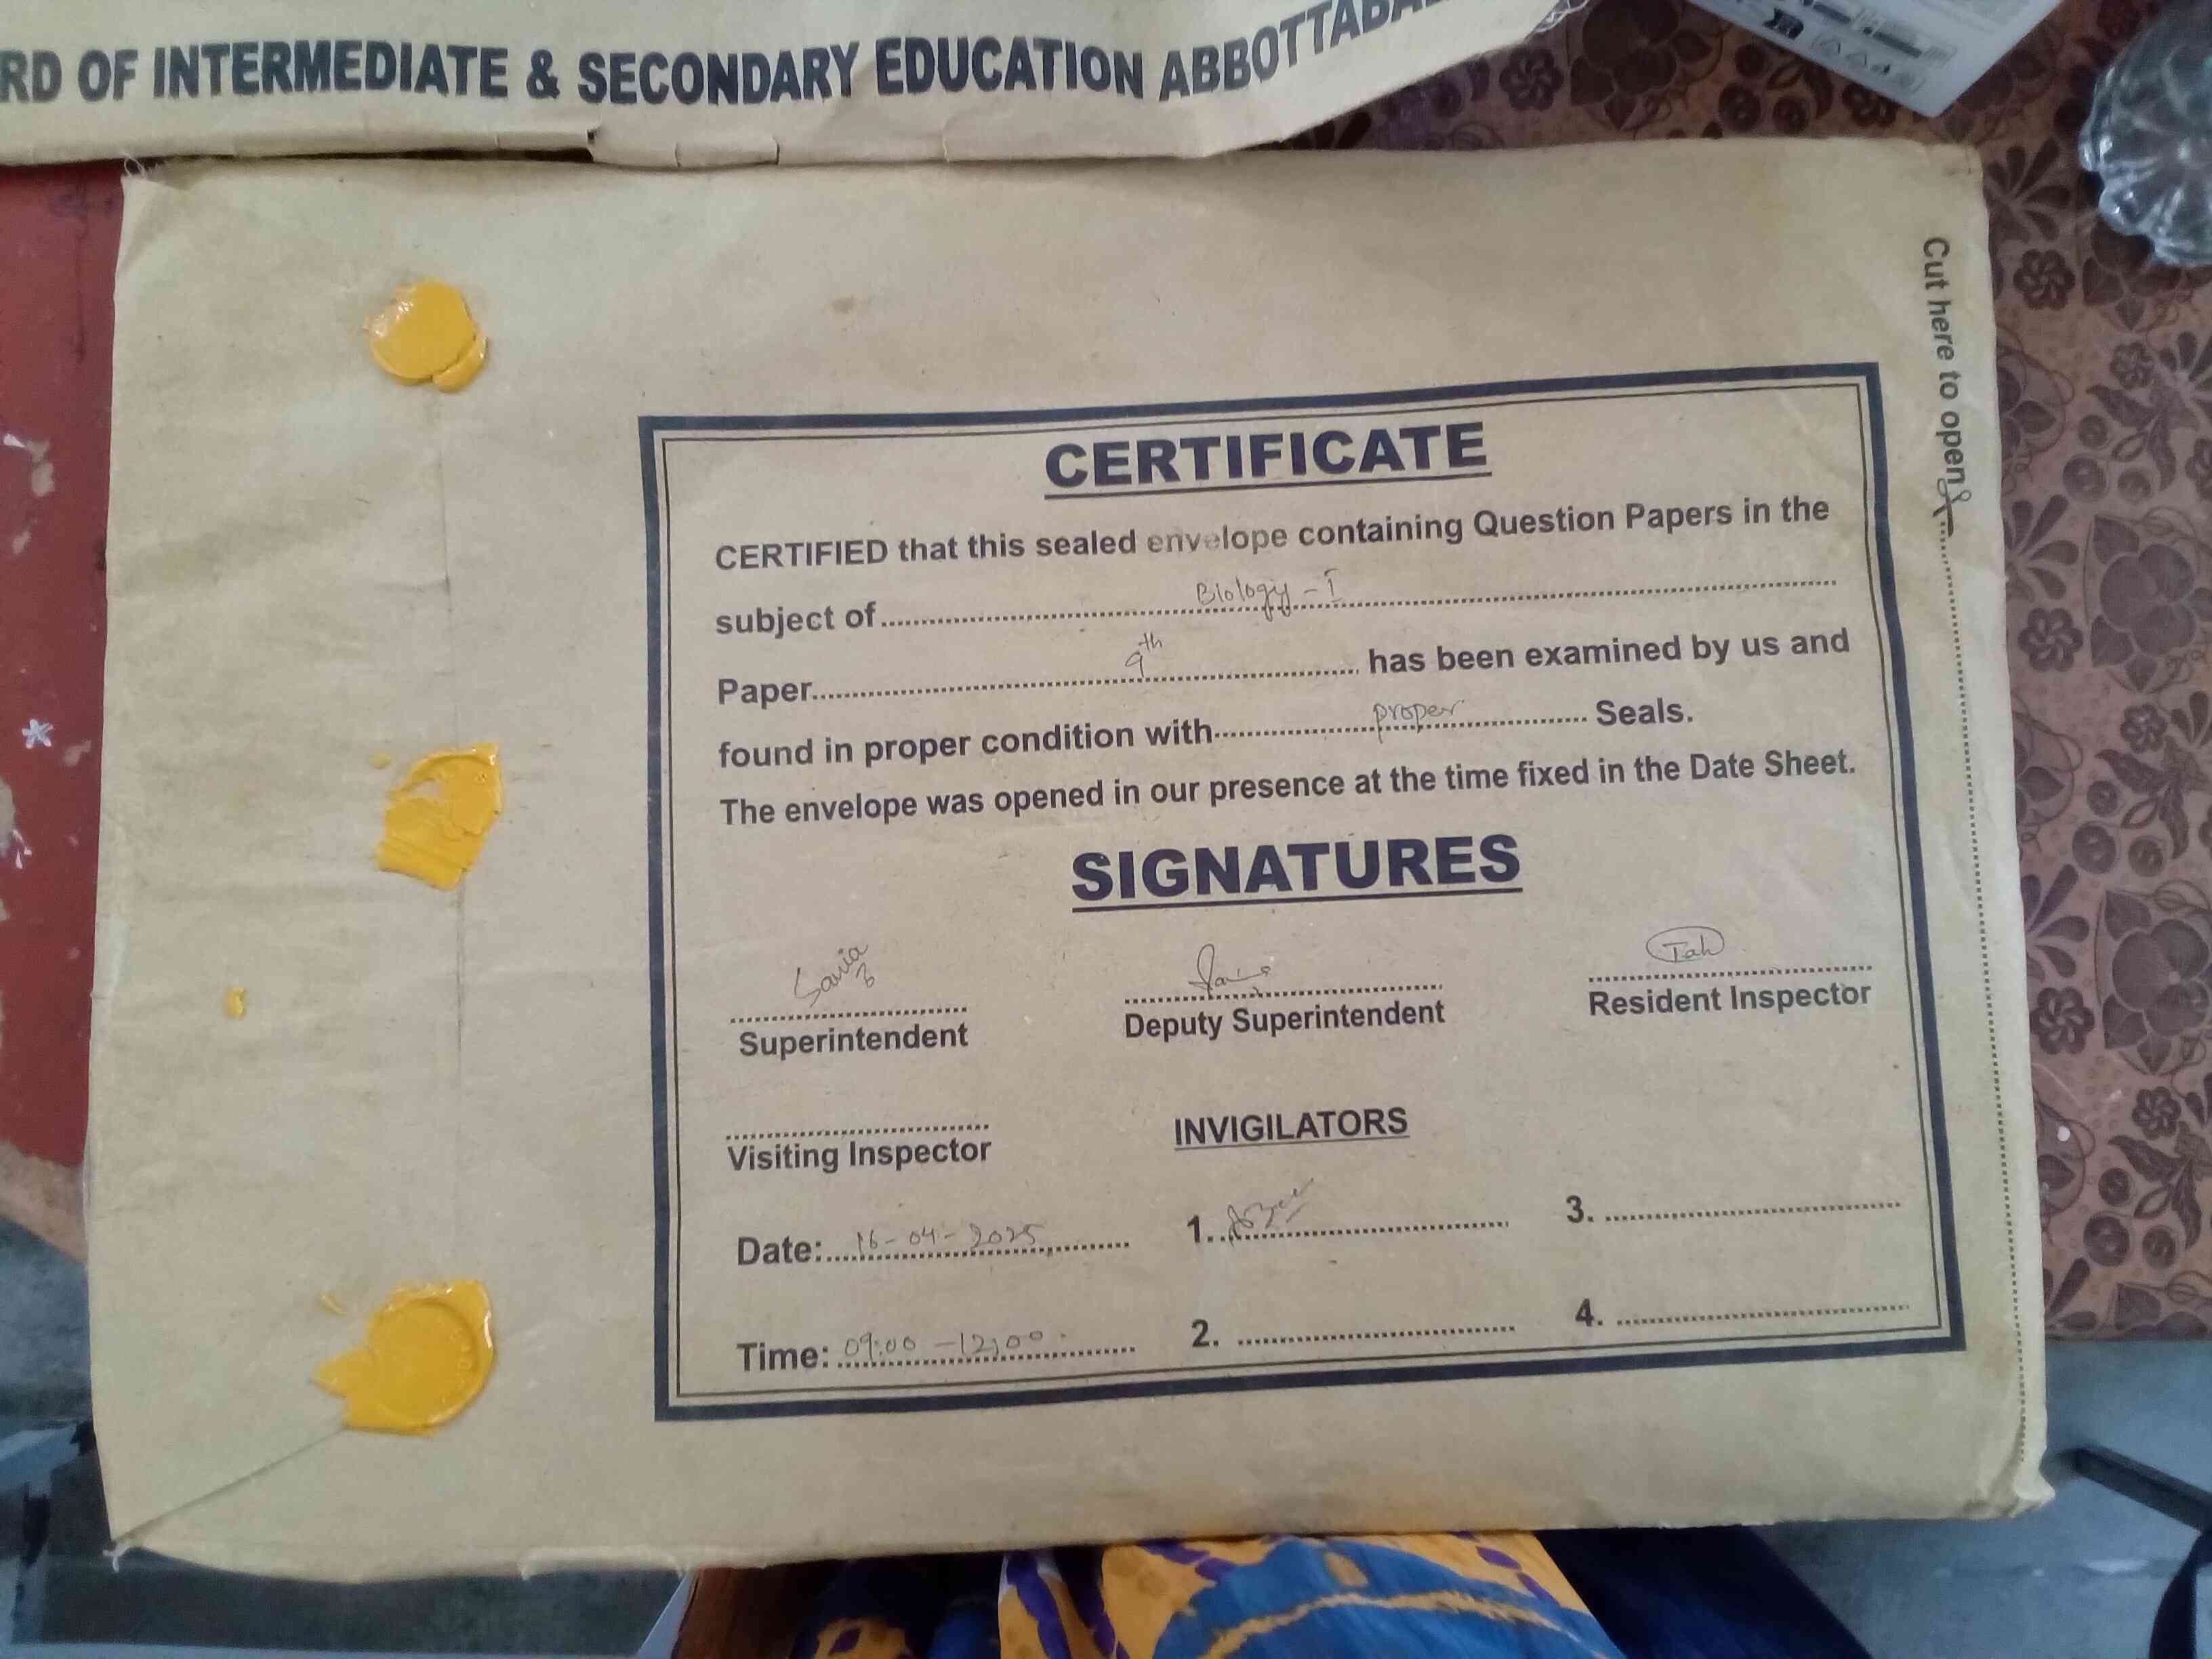 RD OF INTERMEDIATE & SECONDARY EDUCATION ABBOTTABA
Cut here to open
CERTIFICATE
CERTIFIED that this sealed envelope containing Question Papers in the
subject of Biology - I
Paper 9th has been examined by us and
found in proper condition with proper Seals.
The envelope was opened in our presence at the time fixed in the Date Sheet.
SIGNATURES
Savia
Tah
Superintendent Deputy Superintendent Resident Inspector
Visiting Inspector INVIGILATORS
Date: 16-04-2025 1. 3.
Time: 09:00 - 12,00 2. 4.